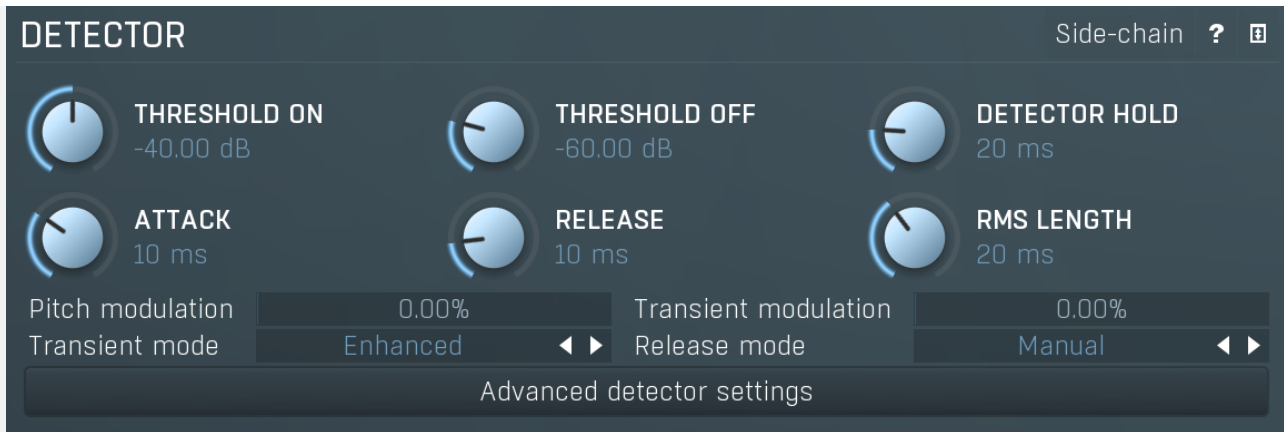 DETECTOR Side-chain ?
THRESHOLD ON THRESHOLD OFF DETECTOR HOLD
-40.00 dB -60.00 dB 20 ms
ATTACK RELEASE RMS LENGTH
10 ms 10 ms 20 ms
Pitch modulation 0.00% Transient modulation 0.00%
Transient mode Enhanced Release mode Manual
Advanced detector settings